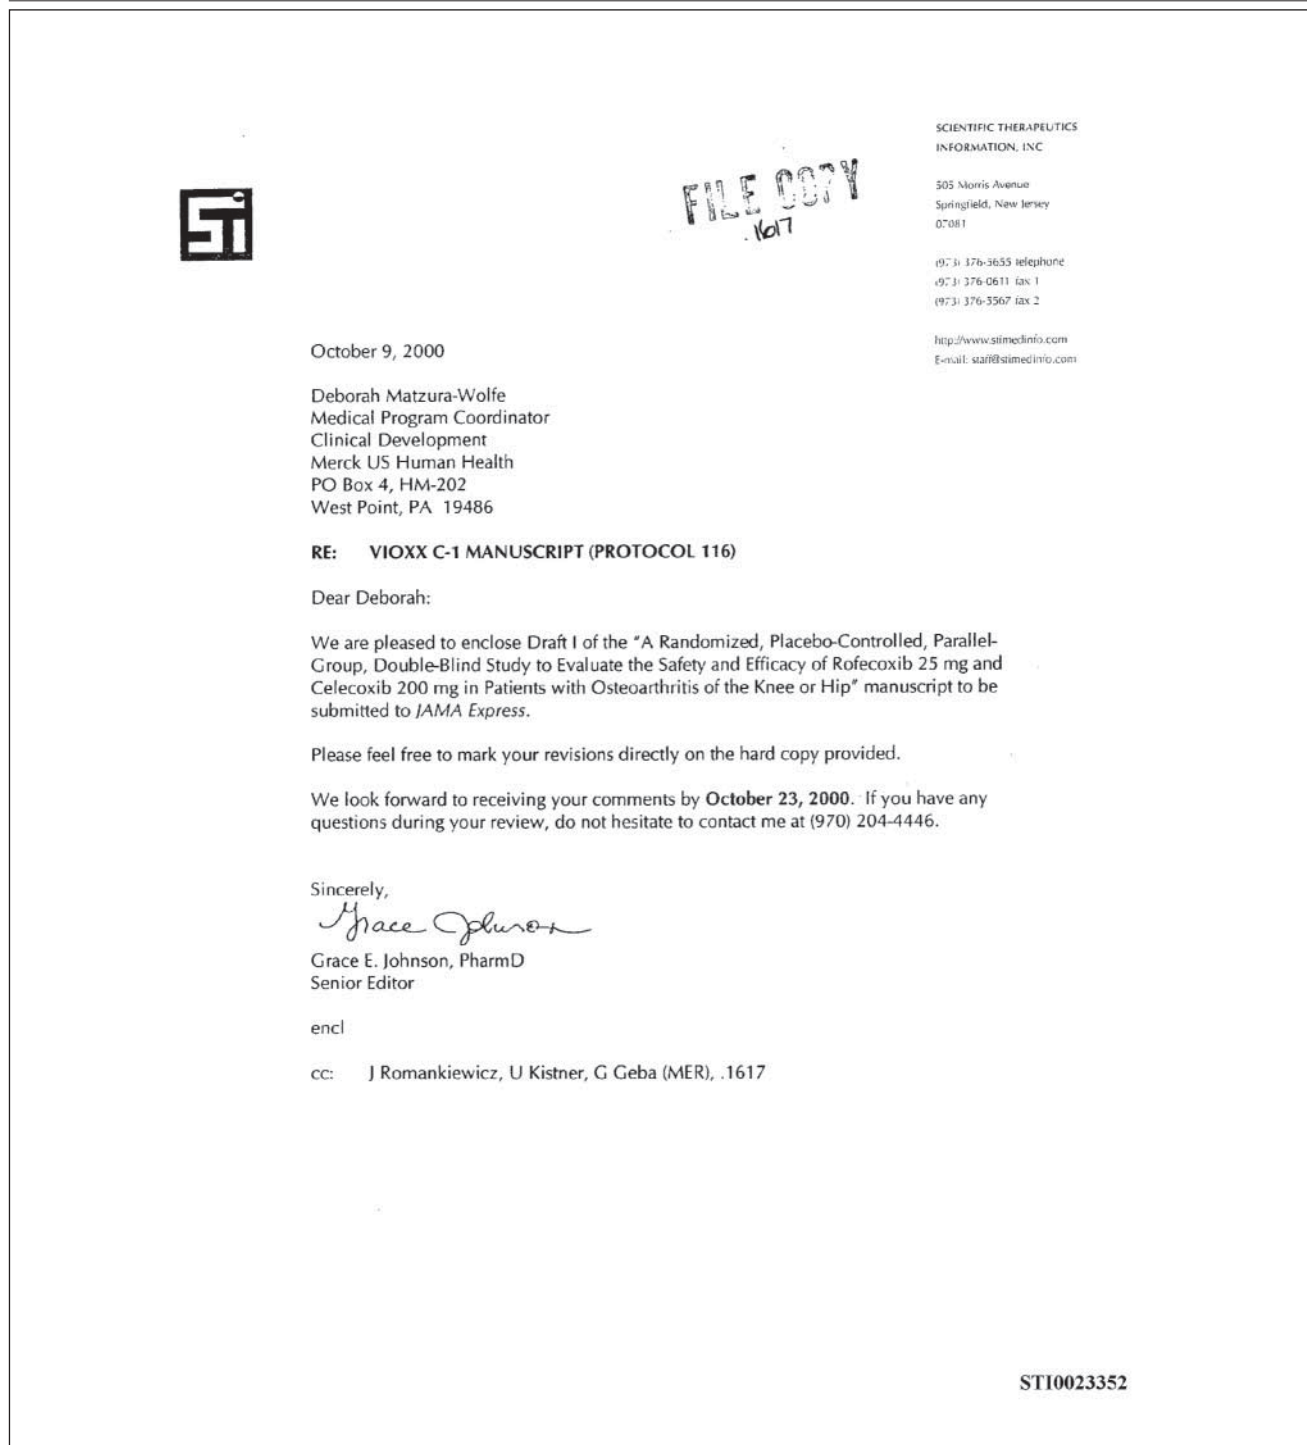 STi
FILE COPY
.1617
SCIENTIFIC THERAPEUTICS
INFORMATION, INC
505 Morris Avenue
Springfield, New Jersey
07081
(973) 376-5655 telephone
(973) 376-0611 fax 1
(973) 376-5567 fax 2
http://www.stimedinfo.com
E-mail: staff@stimedinfo.com
October 9, 2000
Deborah Matzura-Wolfe
Medical Program Coordinator
Clinical Development
Merck US Human Health
PO Box 4, HM-202
West Point, PA 19486
RE: VIOXX C-1 MANUSCRIPT (PROTOCOL 116)
Dear Deborah:
We are pleased to enclose Draft I of the "A Randomized, Placebo-Controlled, Parallel-
Group, Double-Blind Study to Evaluate the Safety and Efficacy of Rofecoxib 25 mg and
Celecoxib 200 mg in Patients with Osteoarthritis of the Knee or Hip" manuscript to be
submitted to JAMA Express.
Please feel free to mark your revisions directly on the hard copy provided.
We look forward to receiving your comments by October 23, 2000. If you have any
questions during your review, do not hesitate to contact me at (970) 204-4446.
Sincerely,
Grace Johnson
Grace E. Johnson, PharmD
Senior Editor
encl
cc: J Romankiewicz, U Kistner, G Geba (MER), .1617
STI0023352